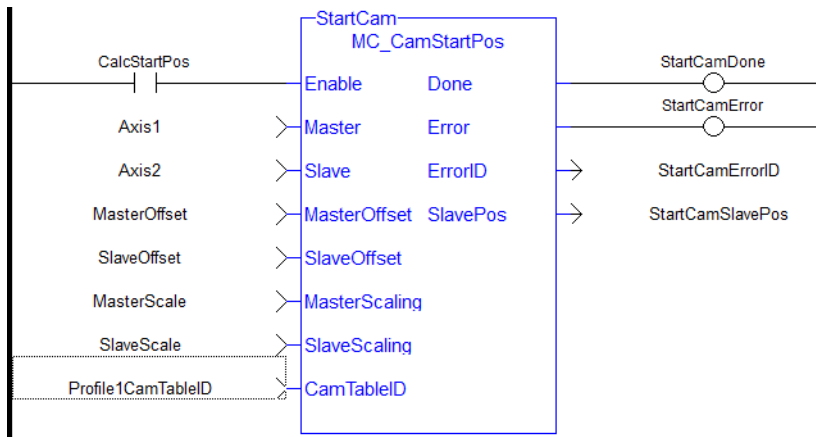 StartCam
MC_CamStartPos
CalcStartPos
StartCamDone
Enable Done
StartCamError
Axis1
Master Error
Axis2
Slave ErrorID
StartCamErrorID
MasterOffset
MasterOffset SlavePos
StartCamSlavePos
SlaveOffset
SlaveOffset
MasterScale
MasterScaling
SlaveScale
SlaveScaling
Profile1CamTableID
CamTableID